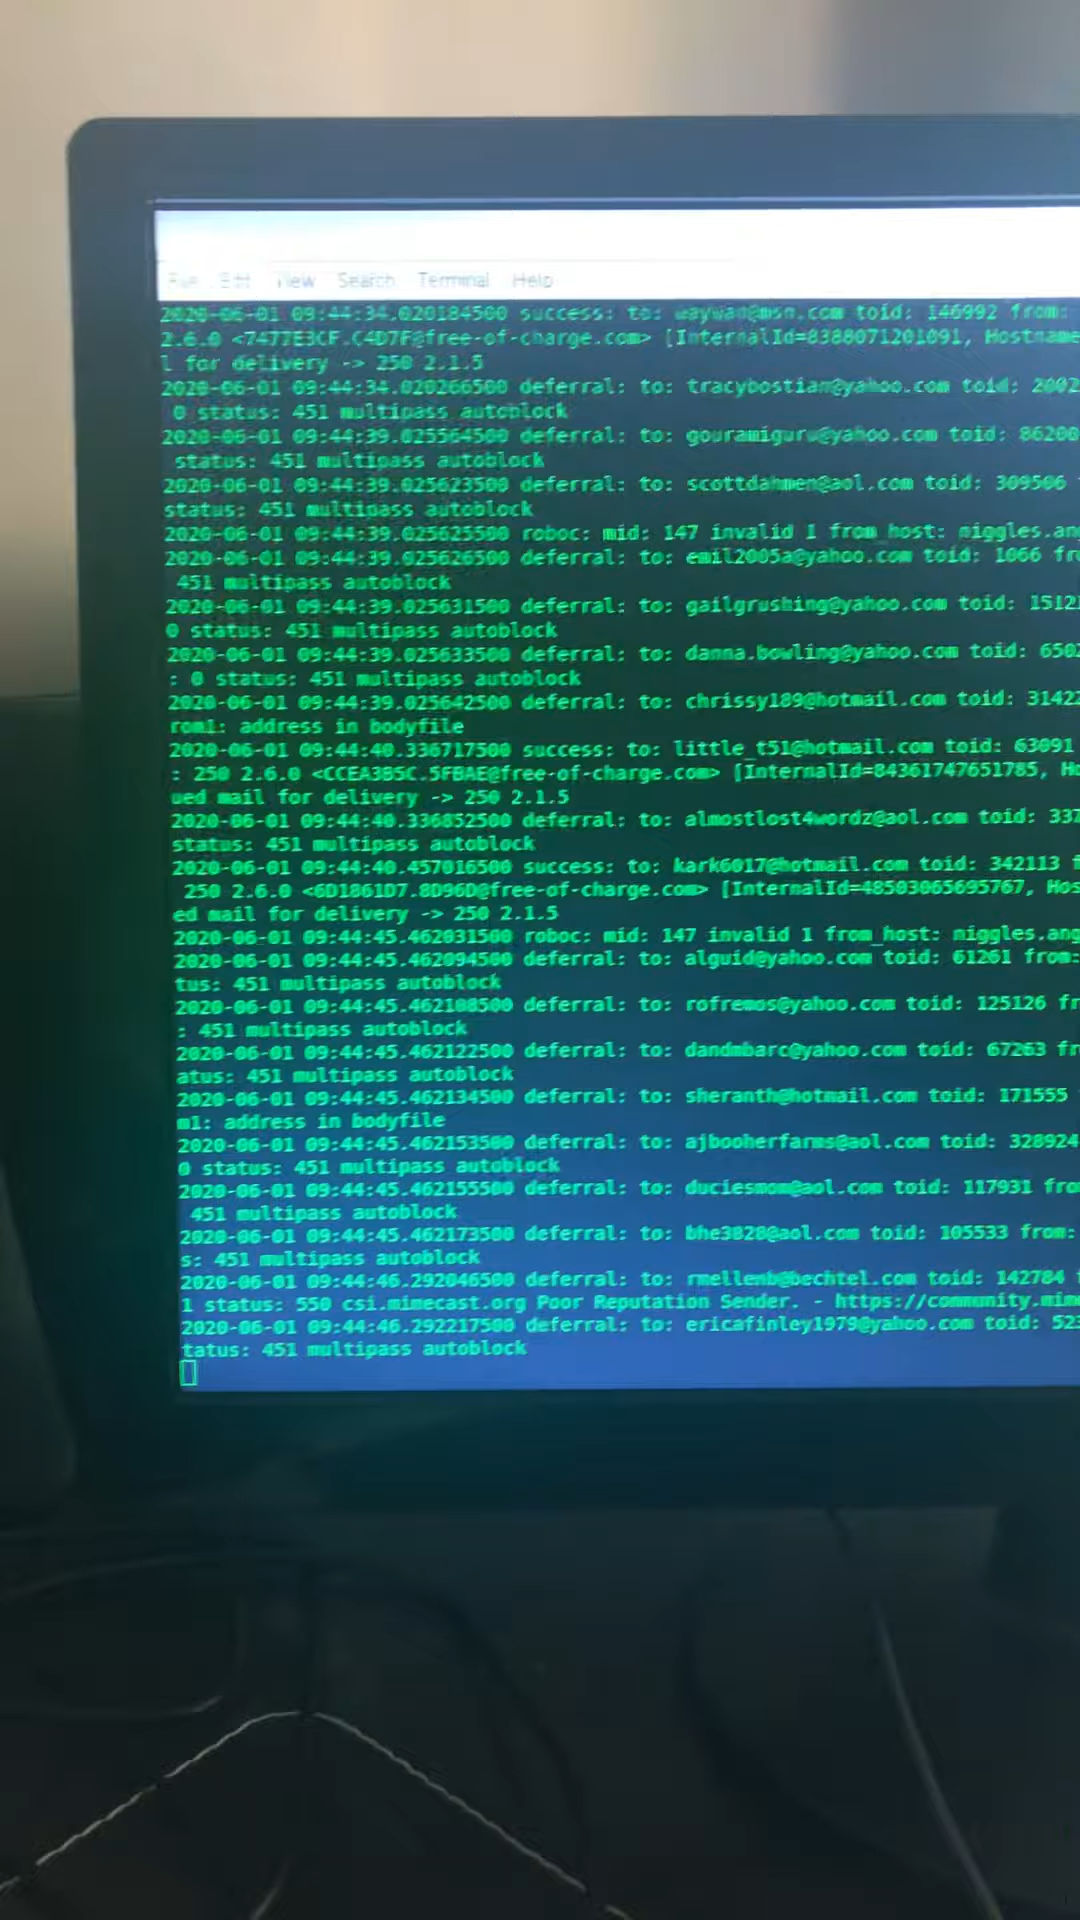 File Edit View Search Terminal Help
2020-06-01 09:44:34.020184500 success: to: waywan@msn.com toid: 146992 from:
2.6.0 <7477E3CF.C4D7F@free-of-charge.com> [InternalId=8388071201091, Hostname
l for delivery -> 250 2.1.5
2020-06-01 09:44:34.020266500 deferral: to: tracybostian@yahoo.com toid: 2002
0 status: 451 multipass autoblock
2020-06-01 09:44:39.025564500 deferral: to: gouramiguru@yahoo.com toid: 86200
status: 451 multipass autoblock
2020-06-01 09:44:39.025623500 deferral: to: scottdahmen@aol.com toid: 309506
status: 451 multipass autoblock
2020-06-01 09:44:39.025625500 roboc: mid: 147 invalid 1 from_host: niggles.an
2020-06-01 09:44:39.025626500 deferral: to: emil2005a@yahoo.com toid: 1066 fr
451 multipass autoblock
2020-06-01 09:44:39.025631500 deferral: to: gailgrushing@yahoo.com toid: 1512
0 status: 451 multipass autoblock
2020-06-01 09:44:39.025633500 deferral: to: danna.bowling@yahoo.com toid: 650
: 0 status: 451 multipass autoblock
2020-06-01 09:44:39.025642500 deferral: to: chrissy189@hotmail.com toid: 3142
rom1: address in bodyfile
2020-06-01 09:44:40.336717500 success: to: little_t51@hotmail.com toid: 63091
: 250 2.6.0 <CCEA3B5C.5FBAE@free-of-charge.com> [InternalId=84361747651785, Ho
ued mail for delivery -> 250 2.1.5
2020-06-01 09:44:40.336852500 deferral: to: almostlost4wordz@aol.com toid: 337
status: 451 multipass autoblock
2020-06-01 09:44:40.457016500 success: to: kark6017@hotmail.com toid: 342113 f
250 2.6.0 <6D1861D7.8D96D@free-of-charge.com> [InternalId=48503065695767, Hos
ed mail for delivery -> 250 2.1.5
2020-06-01 09:44:45.462031500 roboc: mid: 147 invalid 1 from_host: niggles.ang
2020-06-01 09:44:45.462094500 deferral: to: alguid@yahoo.com toid: 61261 from:
tus: 451 multipass autoblock
2020-06-01 09:44:45.462108500 deferral: to: rofremos@yahoo.com toid: 125126 fr
: 451 multipass autoblock
2020-06-01 09:44:45.462122500 deferral: to: dandmbarc@yahoo.com toid: 67263 fr
atus: 451 multipass autoblock
2020-06-01 09:44:45.462134500 deferral: to: sheranth@hotmail.com toid: 171555
m1: address in bodyfile
2020-06-01 09:44:45.462153500 deferral: to: ajbooherfarms@aol.com toid: 328924
0 status: 451 multipass autoblock
2020-06-01 09:44:45.462155500 deferral: to: duciesmom@aol.com toid: 117931 fro
451 multipass autoblock
2020-06-01 09:44:45.462173500 deferral: to: bhe3828@aol.com toid: 105533 from:
s: 451 multipass autoblock
2020-06-01 09:44:46.292046500 deferral: to: rmellenb@bechtel.com toid: 142784
1 status: 550 csi.mimecast.org Poor Reputation Sender. - https://community.mim
2020-06-01 09:44:46.292217500 deferral: to: ericafinley1979@yahoo.com toid: 523
tatus: 451 multipass autoblock